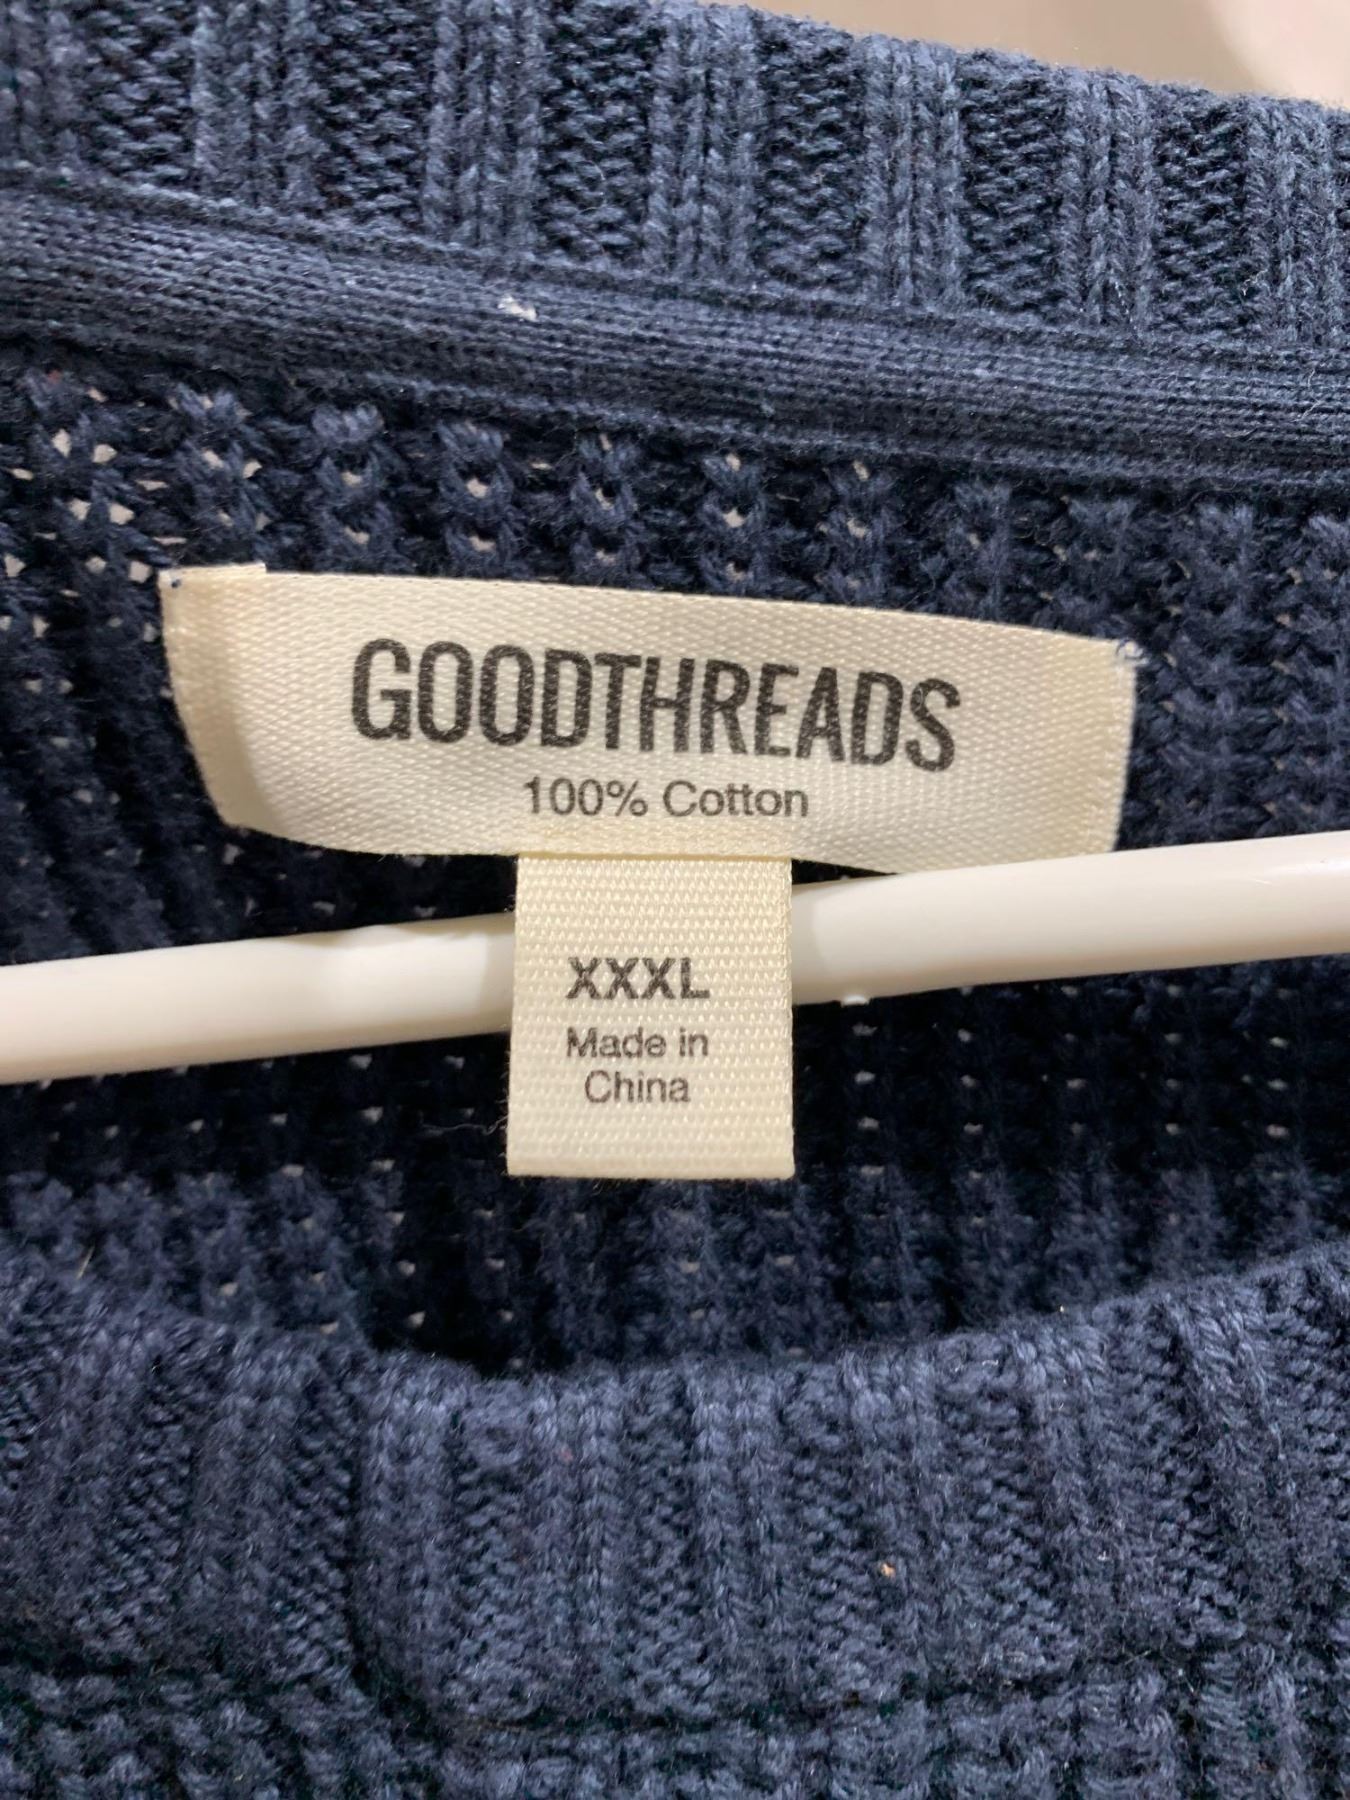 GOODTHREADS
100% Cotton
XXXL
Made in
China